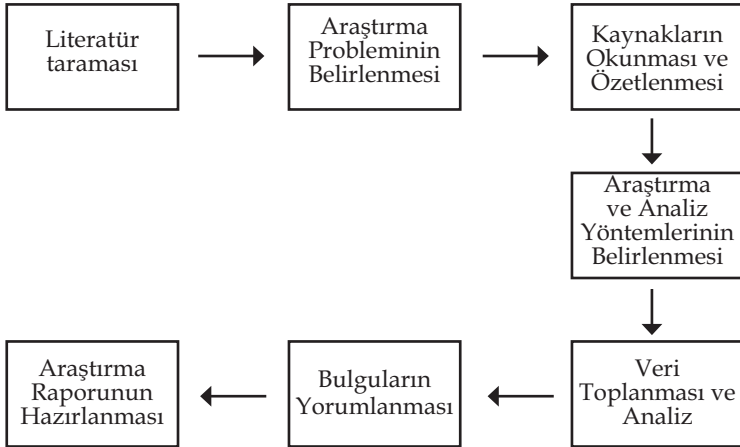 Literatür
taraması
Araştırma
Probleminin
Belirlenmesi
Kaynakların
Okunması ve
Özetlenmesi
Araştırma
ve Analiz
Yöntemlerinin
Belirlenmesi
Veri
Toplanması ve
Analiz
Bulguların
Yorumlanması
Araştırma
Raporunun
Hazırlanması